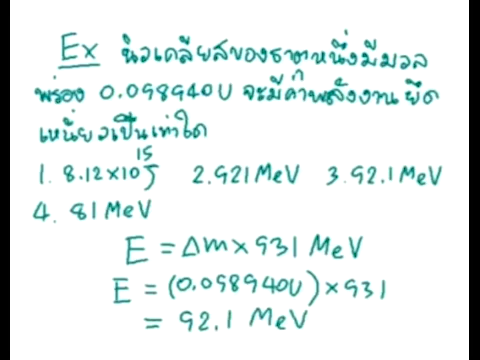 Ex นิวเคลียสของธาตุหนึ่งมีมวล
พร่อง 0.098940U จะมีค่าพลังงานยึด
เหนี่ยวเป็นเท่าใด
1. 8.12×10¹⁵J 2. 921 MeV 3. 92.1 MeV
4. 81 MeV
E = Δm × 931 MeV
E = (0.098940U) × 931
= 92.1 MeV